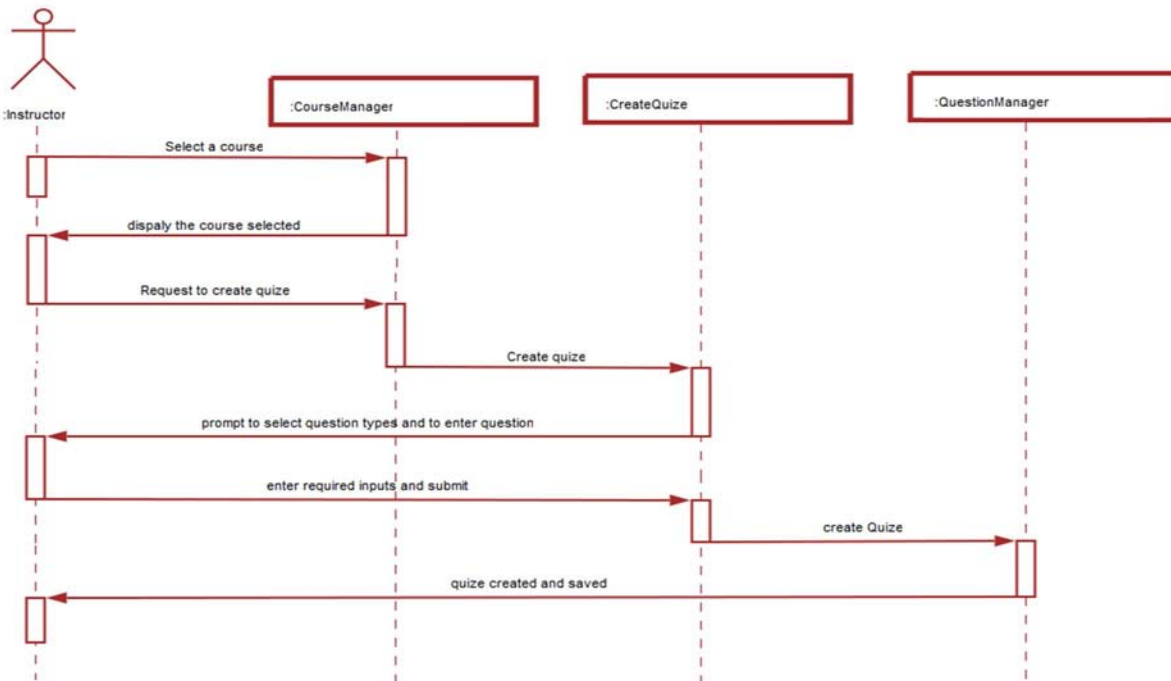 :Instructor
:CourseManager
:CreateQuize
:QuestionManager
Select a course
dispaly the course selected
Request to create quize
Create quize
prompt to select question types and to enter question
enter required inputs and submit
create Quize
quize created and saved